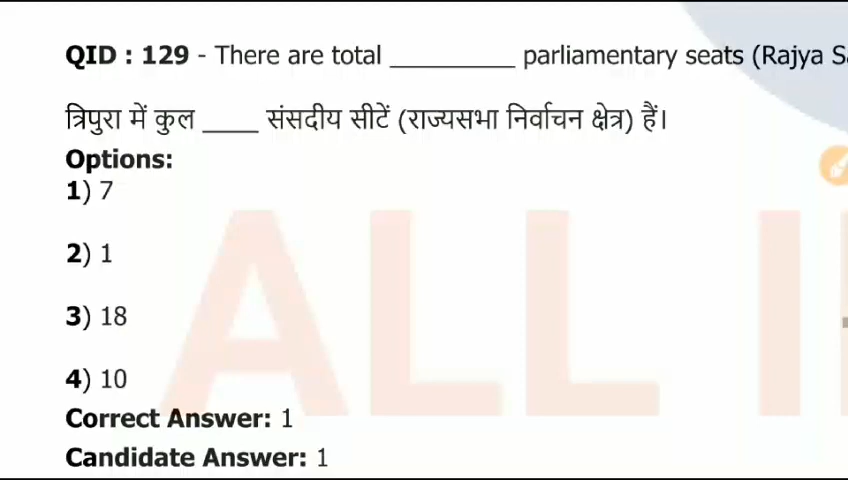 QID : 129 - There are total _________ parliamentary seats (Rajya S
त्रिपुरा में कुल ____ संसदीय सीटें (राज्यसभा निर्वाचन क्षेत्र) हैं।
Options:
1) 7
2) 1
3) 18
4) 10
Correct Answer: 1
Candidate Answer: 1
ALL I